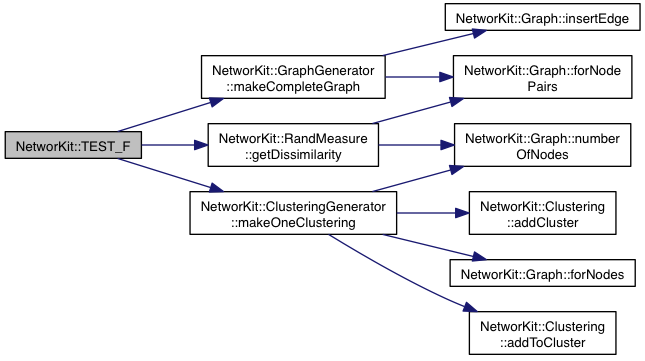 NetworKit::TEST_F
NetworKit::GraphGenerator
::makeCompleteGraph
NetworKit::RandMeasure
::getDissimilarity
NetworKit::ClusteringGenerator
::makeOneClustering
NetworKit::Graph::insertEdge
NetworKit::Graph::forNode
Pairs
NetworKit::Graph::number
OfNodes
NetworKit::Clustering
::addCluster
NetworKit::Graph::forNodes
NetworKit::Clustering
::addToCluster